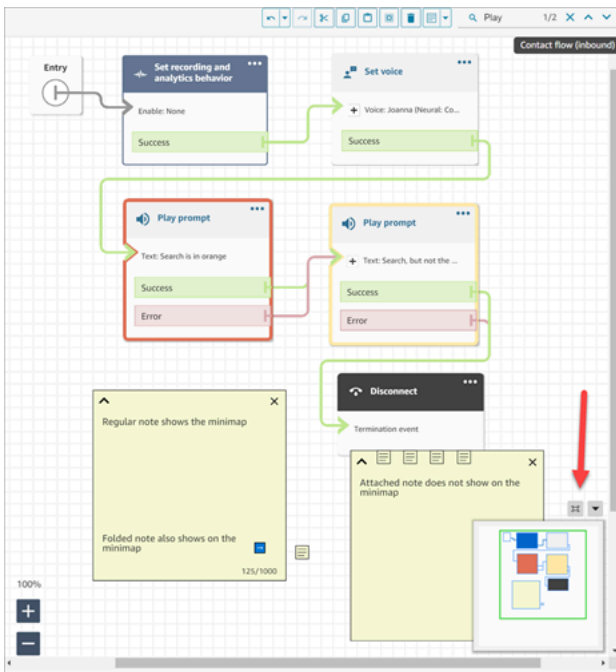 Play
1/2
Contact flow (inbound)
Entry
Set recording and
analytics behavior
Enable: None
Success
Set voice
Voice: Joanna (Neural: Co...
Success
Play prompt
Text: Search is in orange
Success
Error
Play prompt
Text: Search, but not the ...
Success
Error
Disconnect
Termination event
Regular note shows the minimap
Folded note also shows on the
minimap
125/1000
Attached note does not show on the
minimap
100%